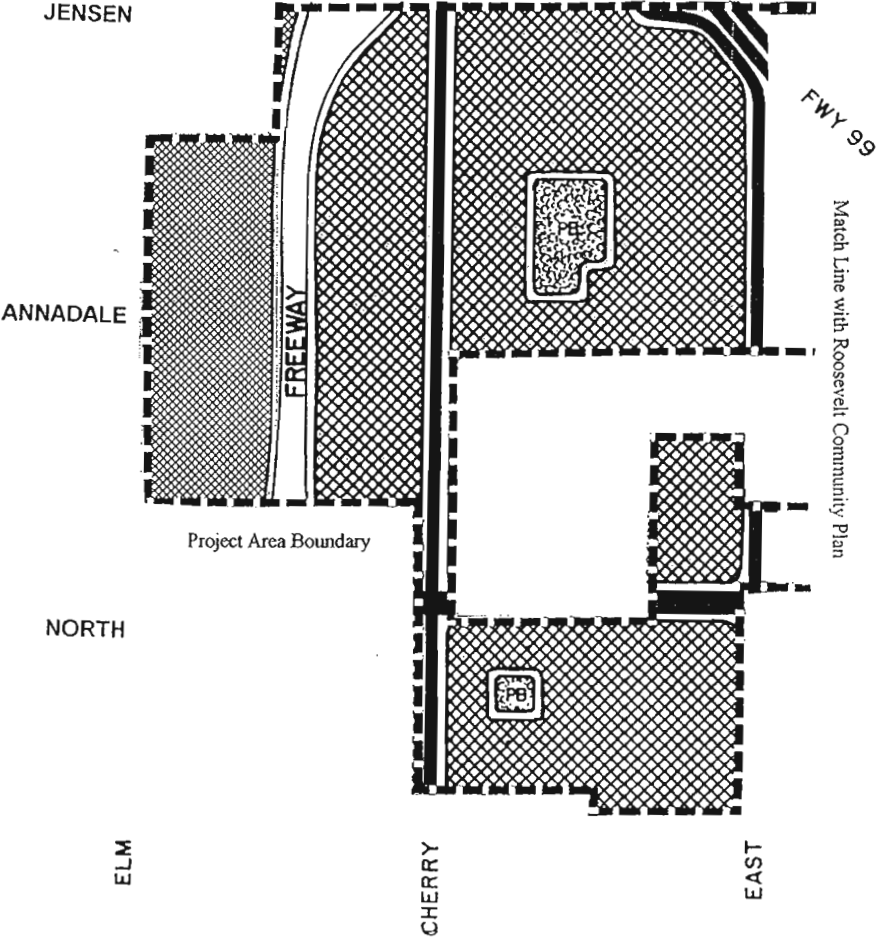 JENSEN
FWY 99
PB
Match Line with Roosevelt Community Plan
ANNADALE
FREEWAY
Project Area Boundary
NORTH
PB
ELM
CHERRY
EAST